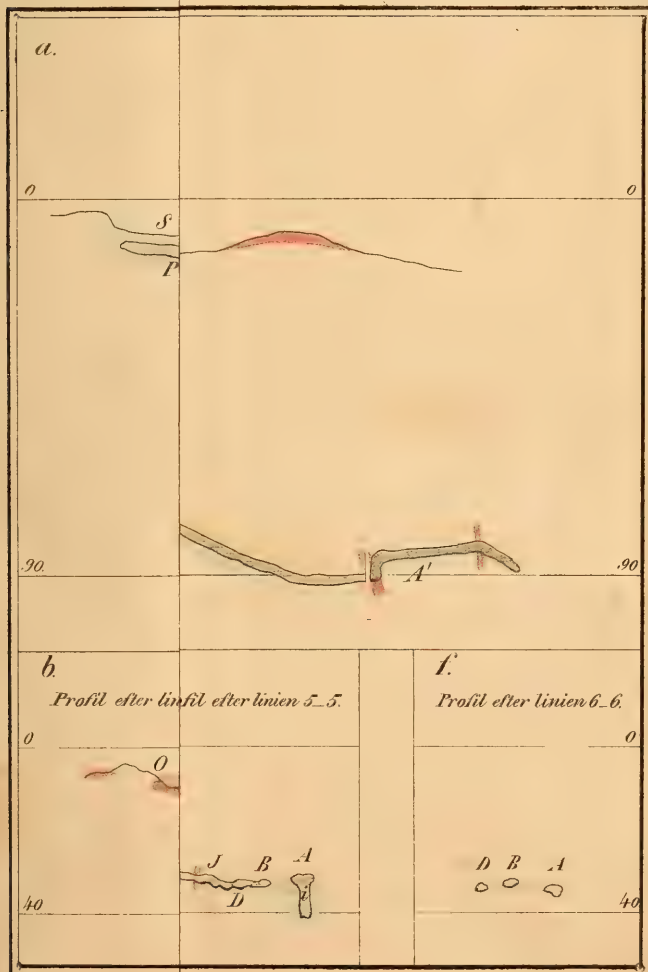 a.
0 0
S
P
90. A' .90
b. f.
Profil efter linfil efter linien 5_5. Profil efter linien 6_6.
0 0
O
J B A D B A
i
D
40 40